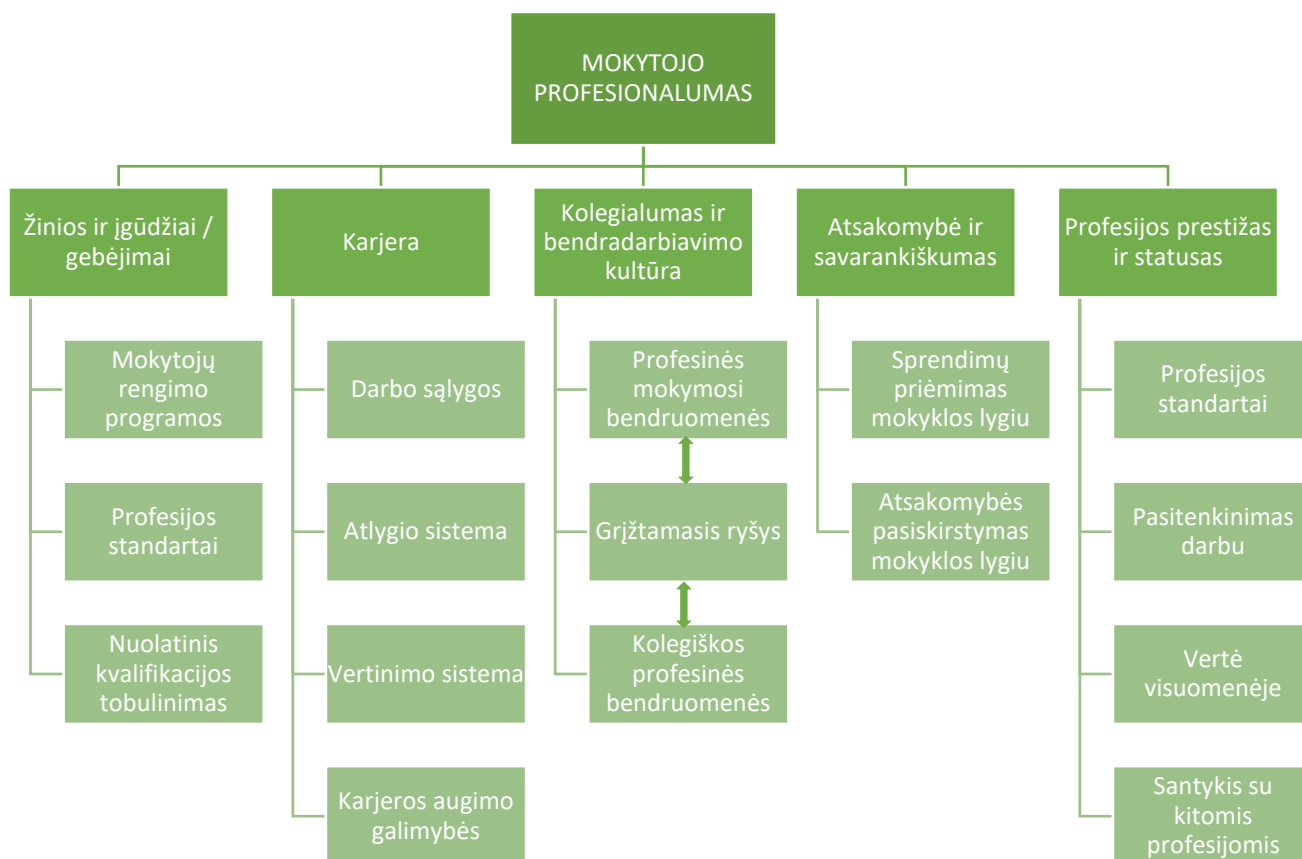 MOKYTOJO
PROFESIONALUMAS
Žinios ir įgūdžiai /
gebėjimai
Mokytojų
rengimo
programos
Profesijos
standartai
Nuolatinis
kvalifikacijos
tobulinimas
Karjera
Darbo sąlygos
Atlygio sistema
Vertinimo sistema
Karjeros augimo
galimybės
Kolegialumas ir
bendradarbiavimo
kultūra
Profesinės
mokymosi
bendruomenės
Grįžtamasis ryšys
Kolegiškos
profesinės
bendruomenės
Atsakomybė ir
savarankiškumas
Sprendimų
priėmimas
mokyklos lygiu
Atsakomybės
pasiskirstymas
mokyklos lygiu
Profesijos prestižas
ir statusas
Profesijos
standartai
Pasitenkinimas
darbu
Vertė
visuomenėje
Santykis su
kitomis
profesijomis